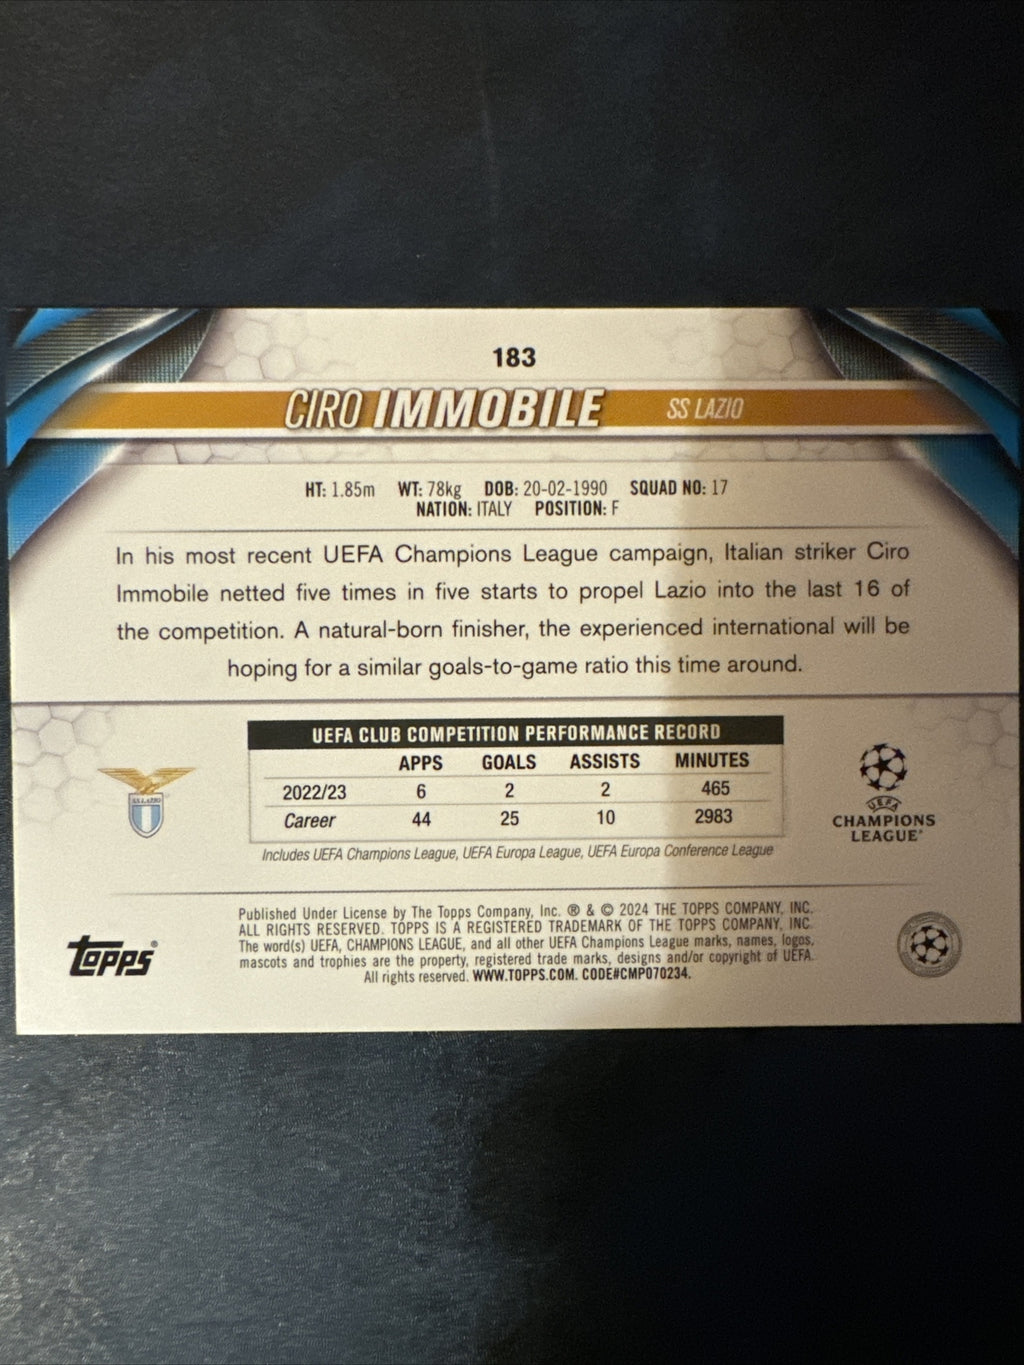 183
CIRO IMMOBILE SS LAZIO
HT: 1.85m WT: 78kg DOB: 20-02-1990 SQUAD NO: 17
NATION: ITALY POSITION: F
In his most recent UEFA Champions League campaign, Italian striker Ciro
Immobile netted five times in five starts to propel Lazio into the last 16 of
the competition. A natural-born finisher, the experienced international will be
hoping for a similar goals-to-game ratio this time around.
UEFA CLUB COMPETITION PERFORMANCE RECORD
APPS GOALS ASSISTS MINUTES
2022/23 6 2 2 465
Career 44 25 10 2983
Includes UEFA Champions League, UEFA Europa League, UEFA Europa Conference League
SS LAZIO
UEFA
CHAMPIONS
LEAGUE®
Published Under License by The Topps Company, Inc. ® & © 2024 THE TOPPS COMPANY, INC.
ALL RIGHTS RESERVED. TOPPS IS A REGISTERED TRADEMARK OF THE TOPPS COMPANY, INC.
The word(s) UEFA, CHAMPIONS LEAGUE, and all other UEFA Champions League marks, names, logos,
mascots and trophies are the property, registered trade marks, designs and/or copyright of UEFA.
All rights reserved. WWW.TOPPS.COM. CODE#CMP070234.
Topps®